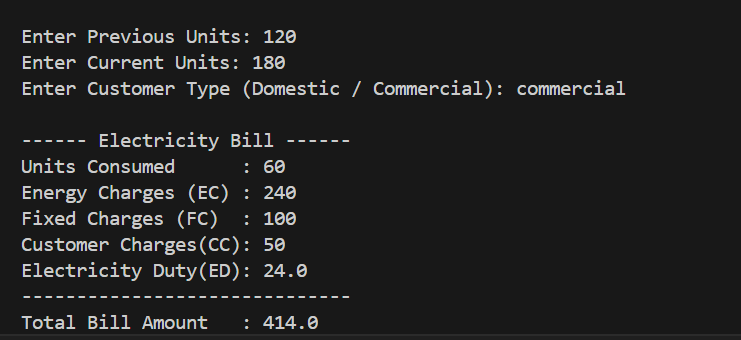 Enter Previous Units: 120
Enter Current Units: 180
Enter Customer Type (Domestic / Commercial): commercial
------ Electricity Bill ------
Units Consumed      : 60
Energy Charges (EC) : 240
Fixed Charges (FC)  : 100
Customer Charges(CC): 50
Electricity Duty(ED): 24.0
------------------------------
Total Bill Amount   : 414.0